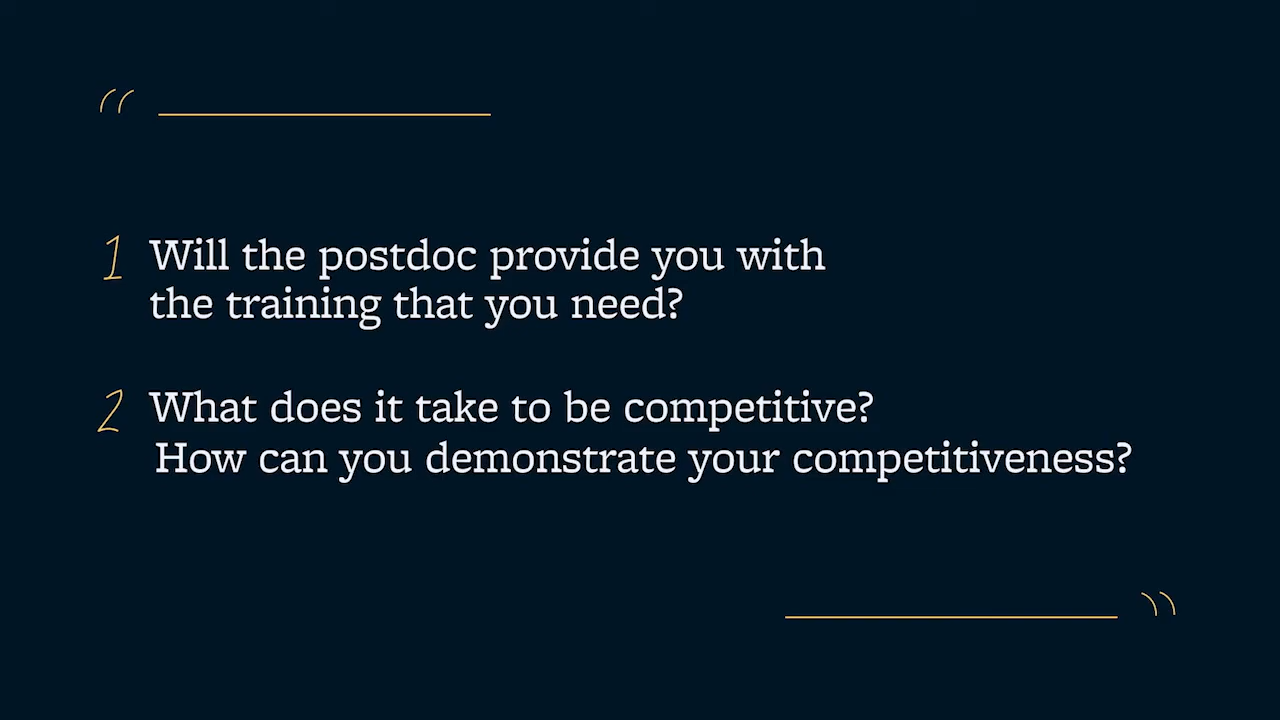 1 Will the postdoc provide you with
the training that you need?
2 What does it take to be competitive?
How can you demonstrate your competitiveness?